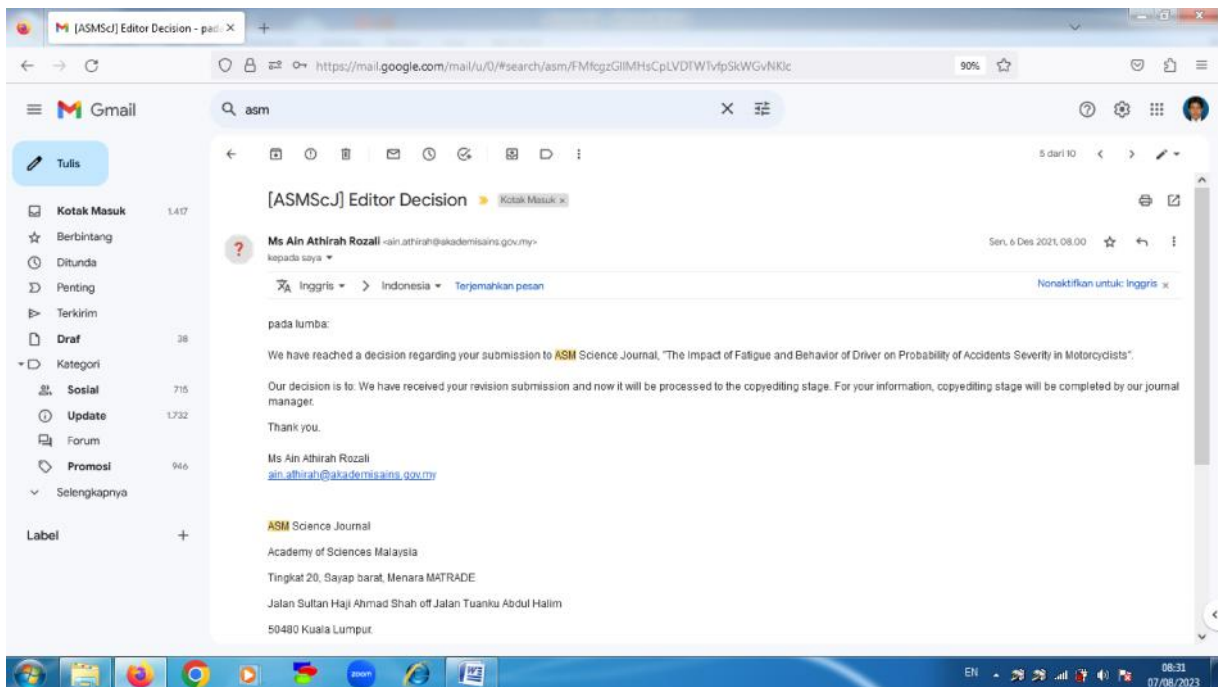 [ASMScJ] Editor Decision - pad
https://mail.google.com/mail/u/0/#search/asm/
90%
Gmail
asm
Tulis
5 dari 10
[ASMScJ] Editor Decision
Kotak Masuk ×
Kotak Masuk 1.417
Berbintang
Ditunda
Penting
Terkirim
Draf 38
Kategori
Sosial 715
Update 1.732
Forum
Promosi 946
Selengkapnya
Label +
Ms Ain Athirah Rozali <ain.athirah@akademisains.gov.my>
Sen, 6 Des 2021, 08.00
kepada saya
Inggris > Indonesia Terjemahkan pesan
Nonaktifkan untuk: Inggris ×
pada lumba:
We have reached a decision regarding your submission to ASM Science Journal, "The Impact of Fatigue and Behavior of Driver on Probability of Accidents Severity in Motorcyclists".
Our decision is to: We have received your revision submission and now it will be processed to the copyediting stage. For your information, copyediting stage will be completed by our journal
manager.
Thank you.
Ms Ain Athirah Rozali
ain.athirah@akademisains.gov.my
ASM Science Journal
Academy of Sciences Malaysia
Tingkat 20, Sayap barat, Menara MATRADE
Jalan Sultan Haji Ahmad Shah off Jalan Tuanku Abdul Halim
50480 Kuala Lumpur.
zoom
EN
08:31
07/08/2023